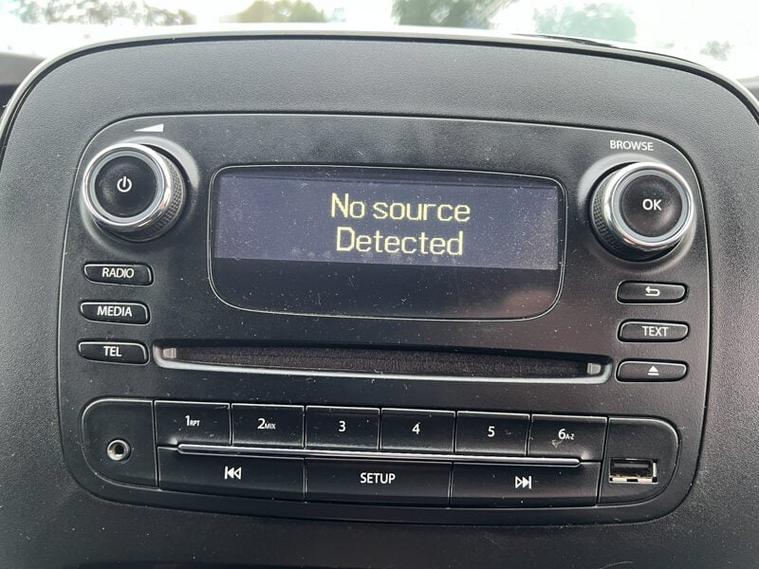 BROWSE
No source
Detected
OK
RADIO
MEDIA
TEXT
TEL
1RPT
2MIX
3
4
5
6A-Z
SETUP